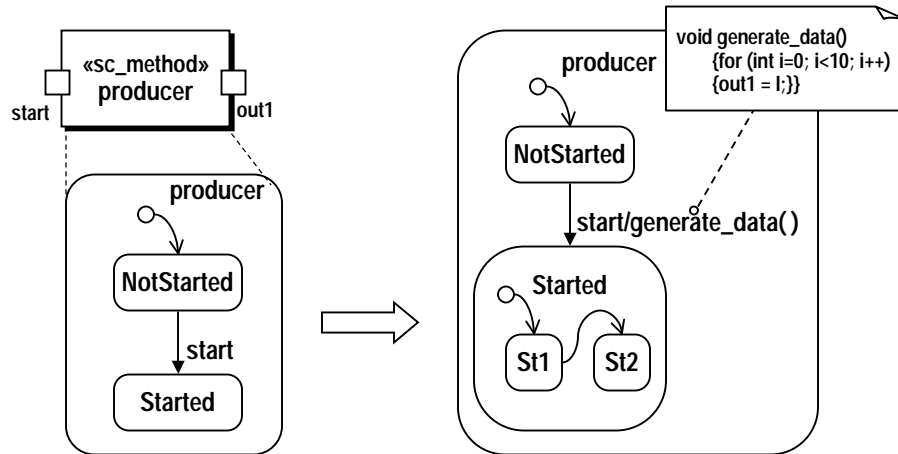 «sc_method»
producer
start
out1
producer
NotStarted
start
Started
producer
void generate_data()
{for (int i=0; i<10; i++)
{out1 = I;}}
NotStarted
start/generate_data( )
Started
St1
St2